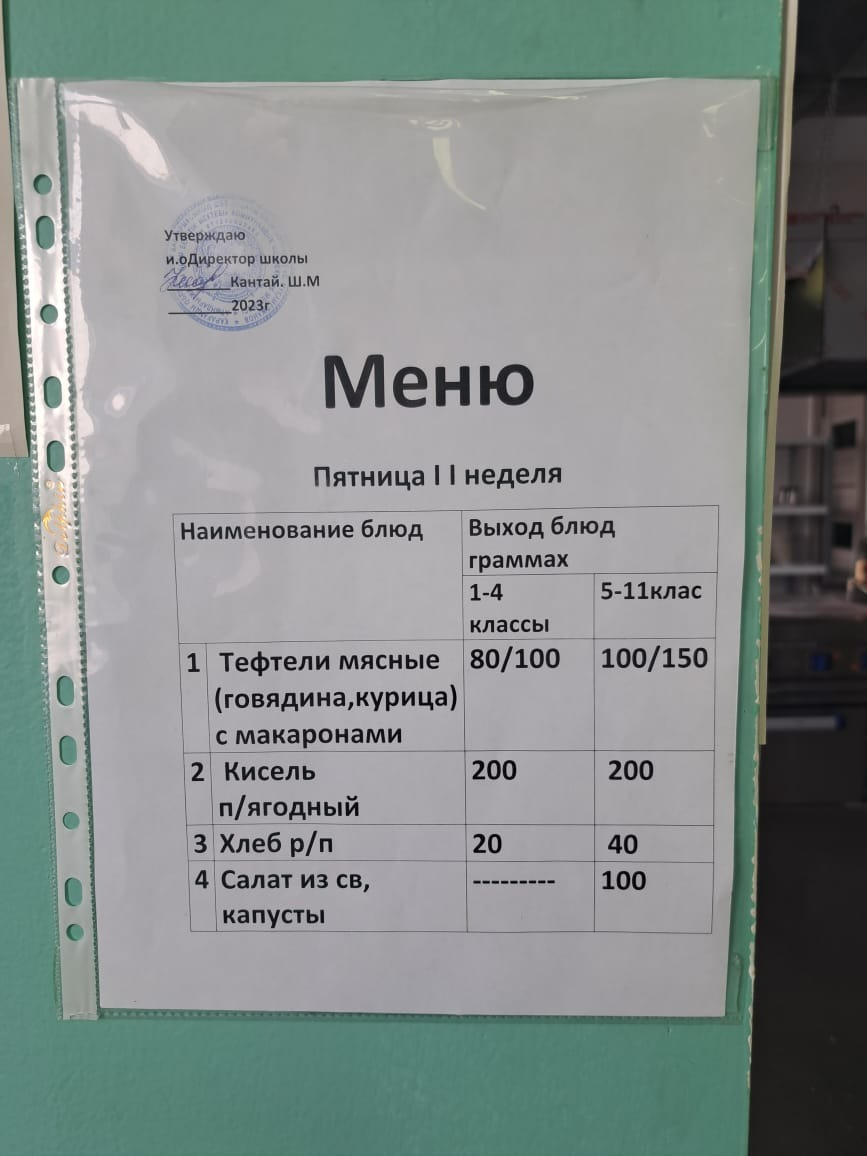 Утверждаю
и.оДиректор школы
______Кантай. Ш.М
______2023г
Меню
Пятница I I неделя
Наименование блюд
Выход блюд
граммах
1-4
классы
5-11клас
1 Тефтели мясные
(говядина,курица)
с макаронами
80/100
100/150
2 Кисель
п/ягодный
200
200
3 Хлеб р/п
20
40
4 Салат из св,
капусты
---------
100